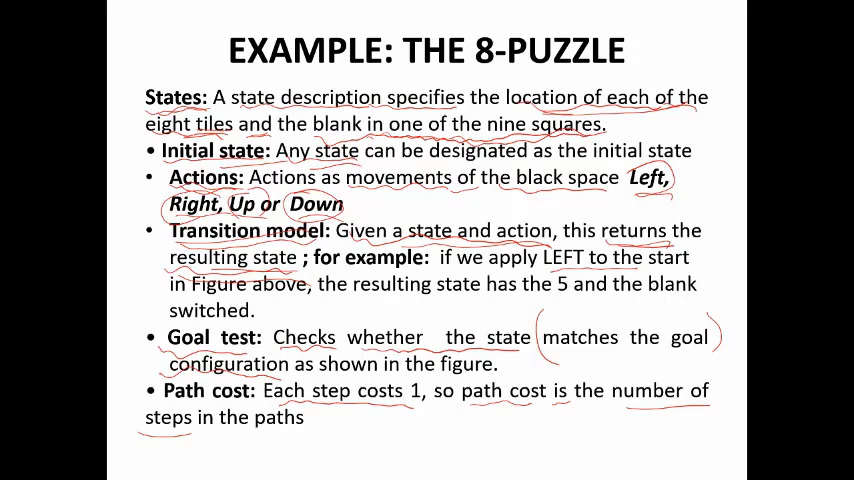 EXAMPLE: THE 8-PUZZLE
States: A state description specifies the location of each of the
eight tiles and the blank in one of the nine squares.
• Initial state: Any state can be designated as the initial state
• Actions: Actions as movements of the black space Left,
Right, Up or Down
• Transition model: Given a state and action, this returns the
resulting state ; for example: if we apply LEFT to the start
in Figure above, the resulting state has the 5 and the blank
switched.
• Goal test: Checks whether the state matches the goal
configuration as shown in the figure.
• Path cost: Each step costs 1, so path cost is the number of
steps in the paths